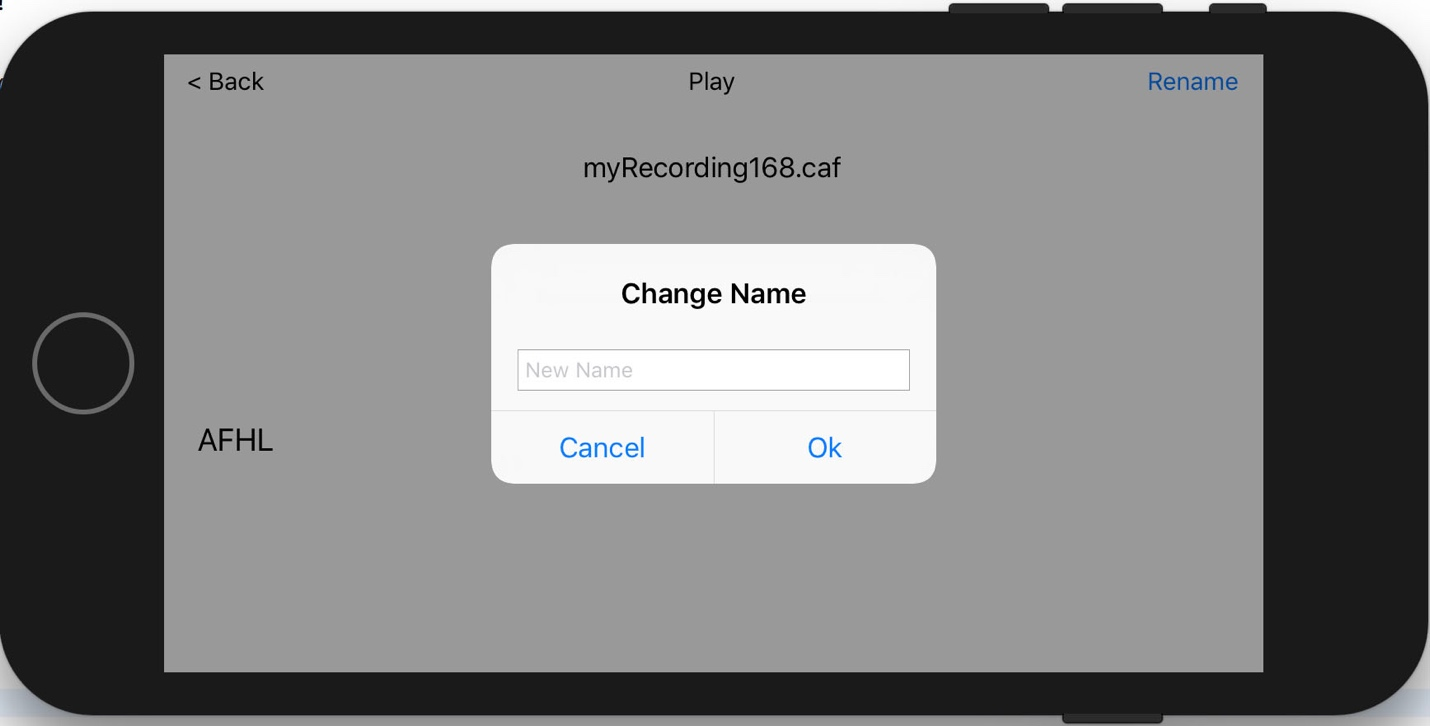 < Back Play Rename
myRecording168.caf
Change Name
New Name
AFHL
Cancel Ok